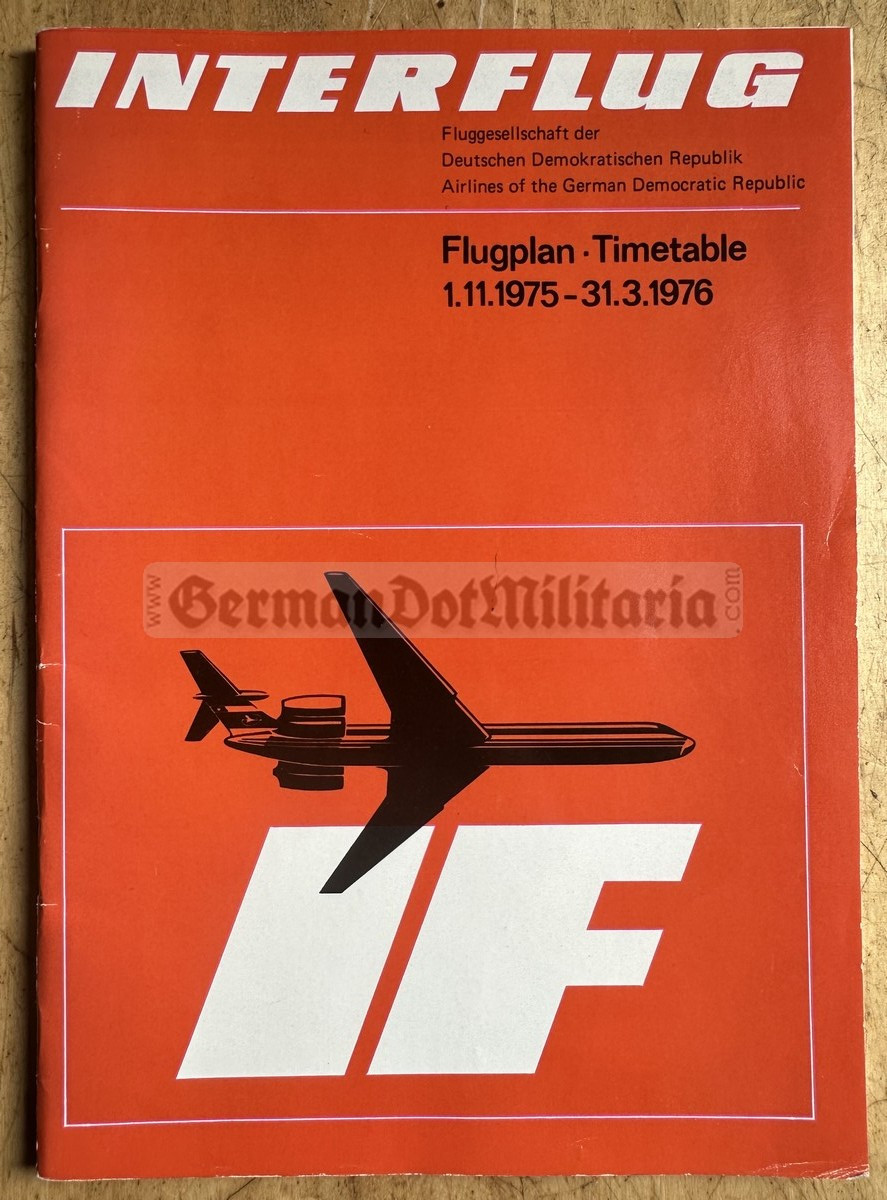 INTERFLUG
Fluggesellschaft der
Deutschen Demokratischen Republik
Airlines of the German Democratic Republic
Flugplan · Timetable
1.11.1975 – 31.3.1976
www.GermanDotMilitaria.com
IF